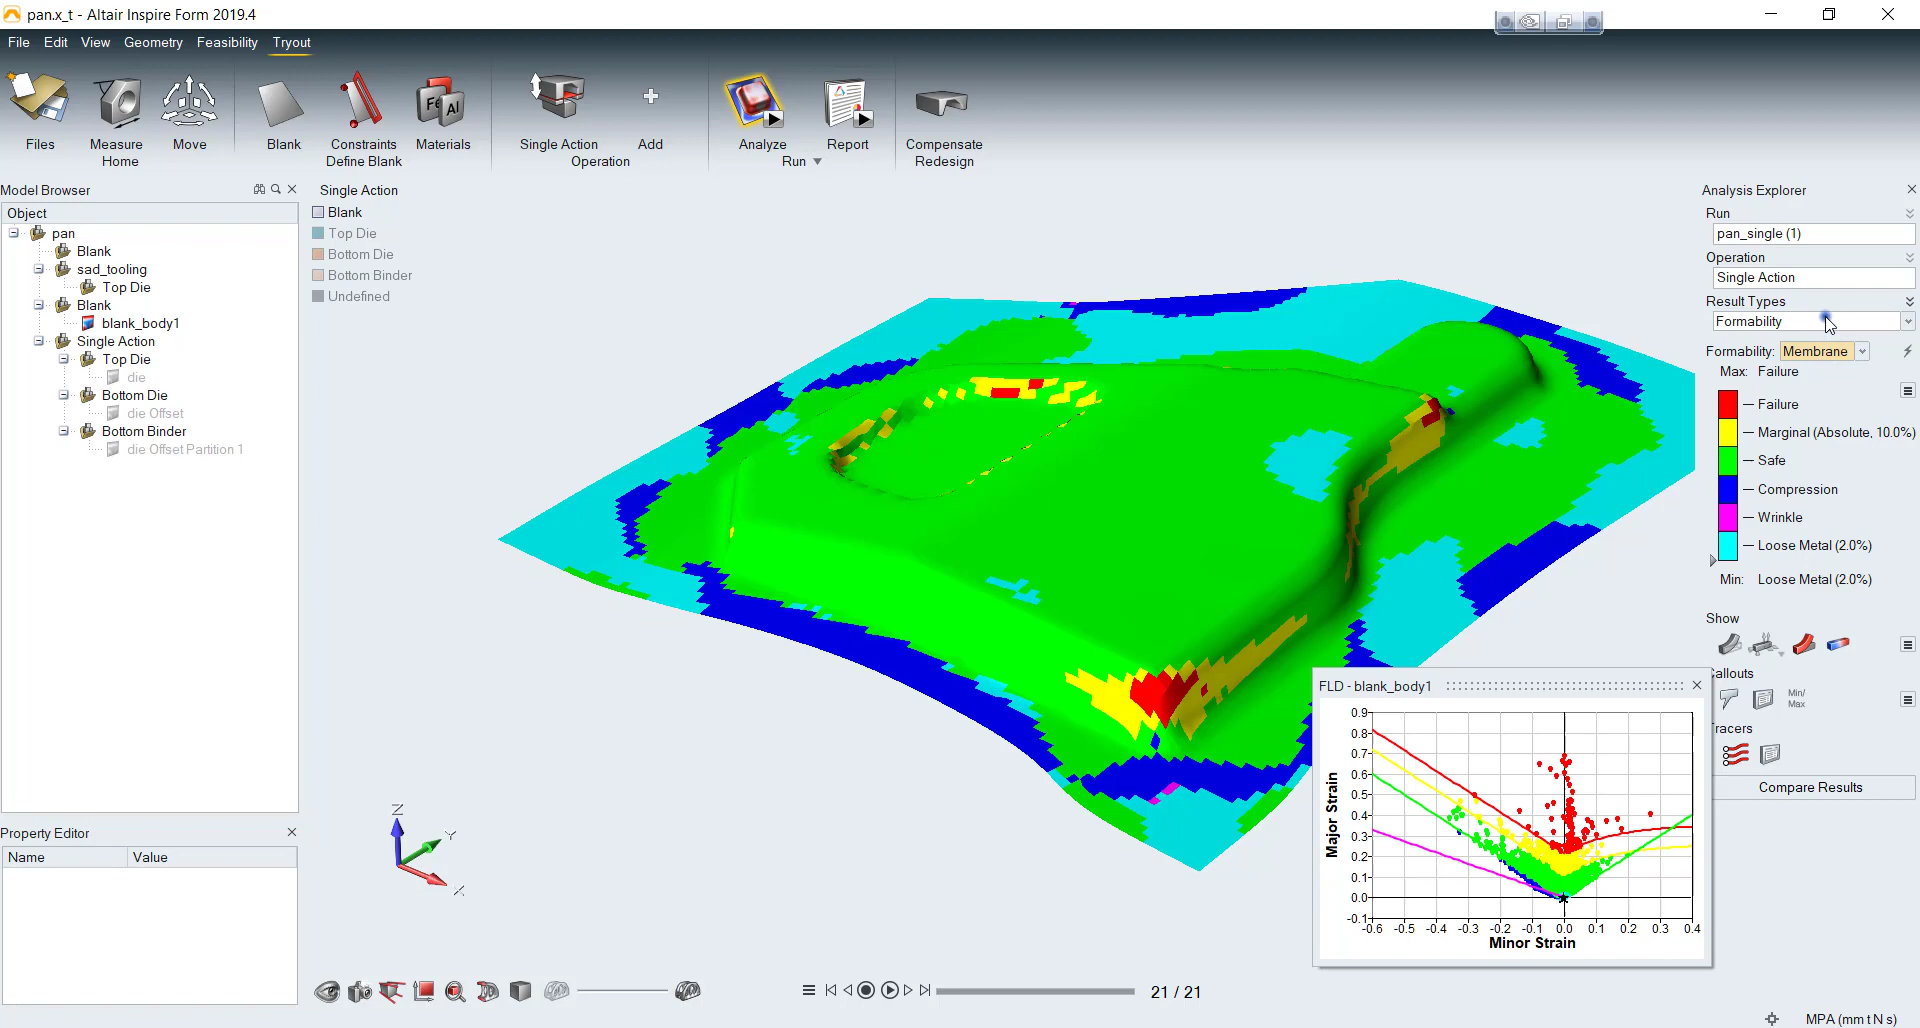 pan.x_t - Altair Inspire Form 2019.4
File Edit View Geometry Feasibility Tryout
Files
Measure
Home
Move
Blank
Constraints
Define Blank
Materials
Fe Al
Single Action
Operation
Add
Analyze
Run
Report
Compensate
Redesign
Model Browser
Object
pan
Blank
sad_tooling
Top Die
Blank
blank_body1
Single Action
Top Die
die
Bottom Die
die Offset
Bottom Binder
die Offset Partition 1
Property Editor
Name Value
Single Action
Blank
Top Die
Bottom Die
Bottom Binder
Undefined
Z
Y
X
21 / 21
Analysis Explorer
Run
pan_single (1)
Operation
Single Action
Result Types
Formability
Formability: Membrane
Max: Failure
Failure
Marginal (Absolute, 10.0%)
Safe
Compression
Wrinkle
Loose Metal (2.0%)
Min: Loose Metal (2.0%)
Show
allouts
Min/
Max
racers
Compare Results
FLD - blank_body1
0.9
0.8
0.7
0.6
0.5
0.4
0.3
0.2
0.1
0.0
-0.1
Major Strain
-0.6 -0.5 -0.4 -0.3 -0.2 -0.1 0.0 0.1 0.2 0.3 0.4
Minor Strain
MPA (mm t N s)